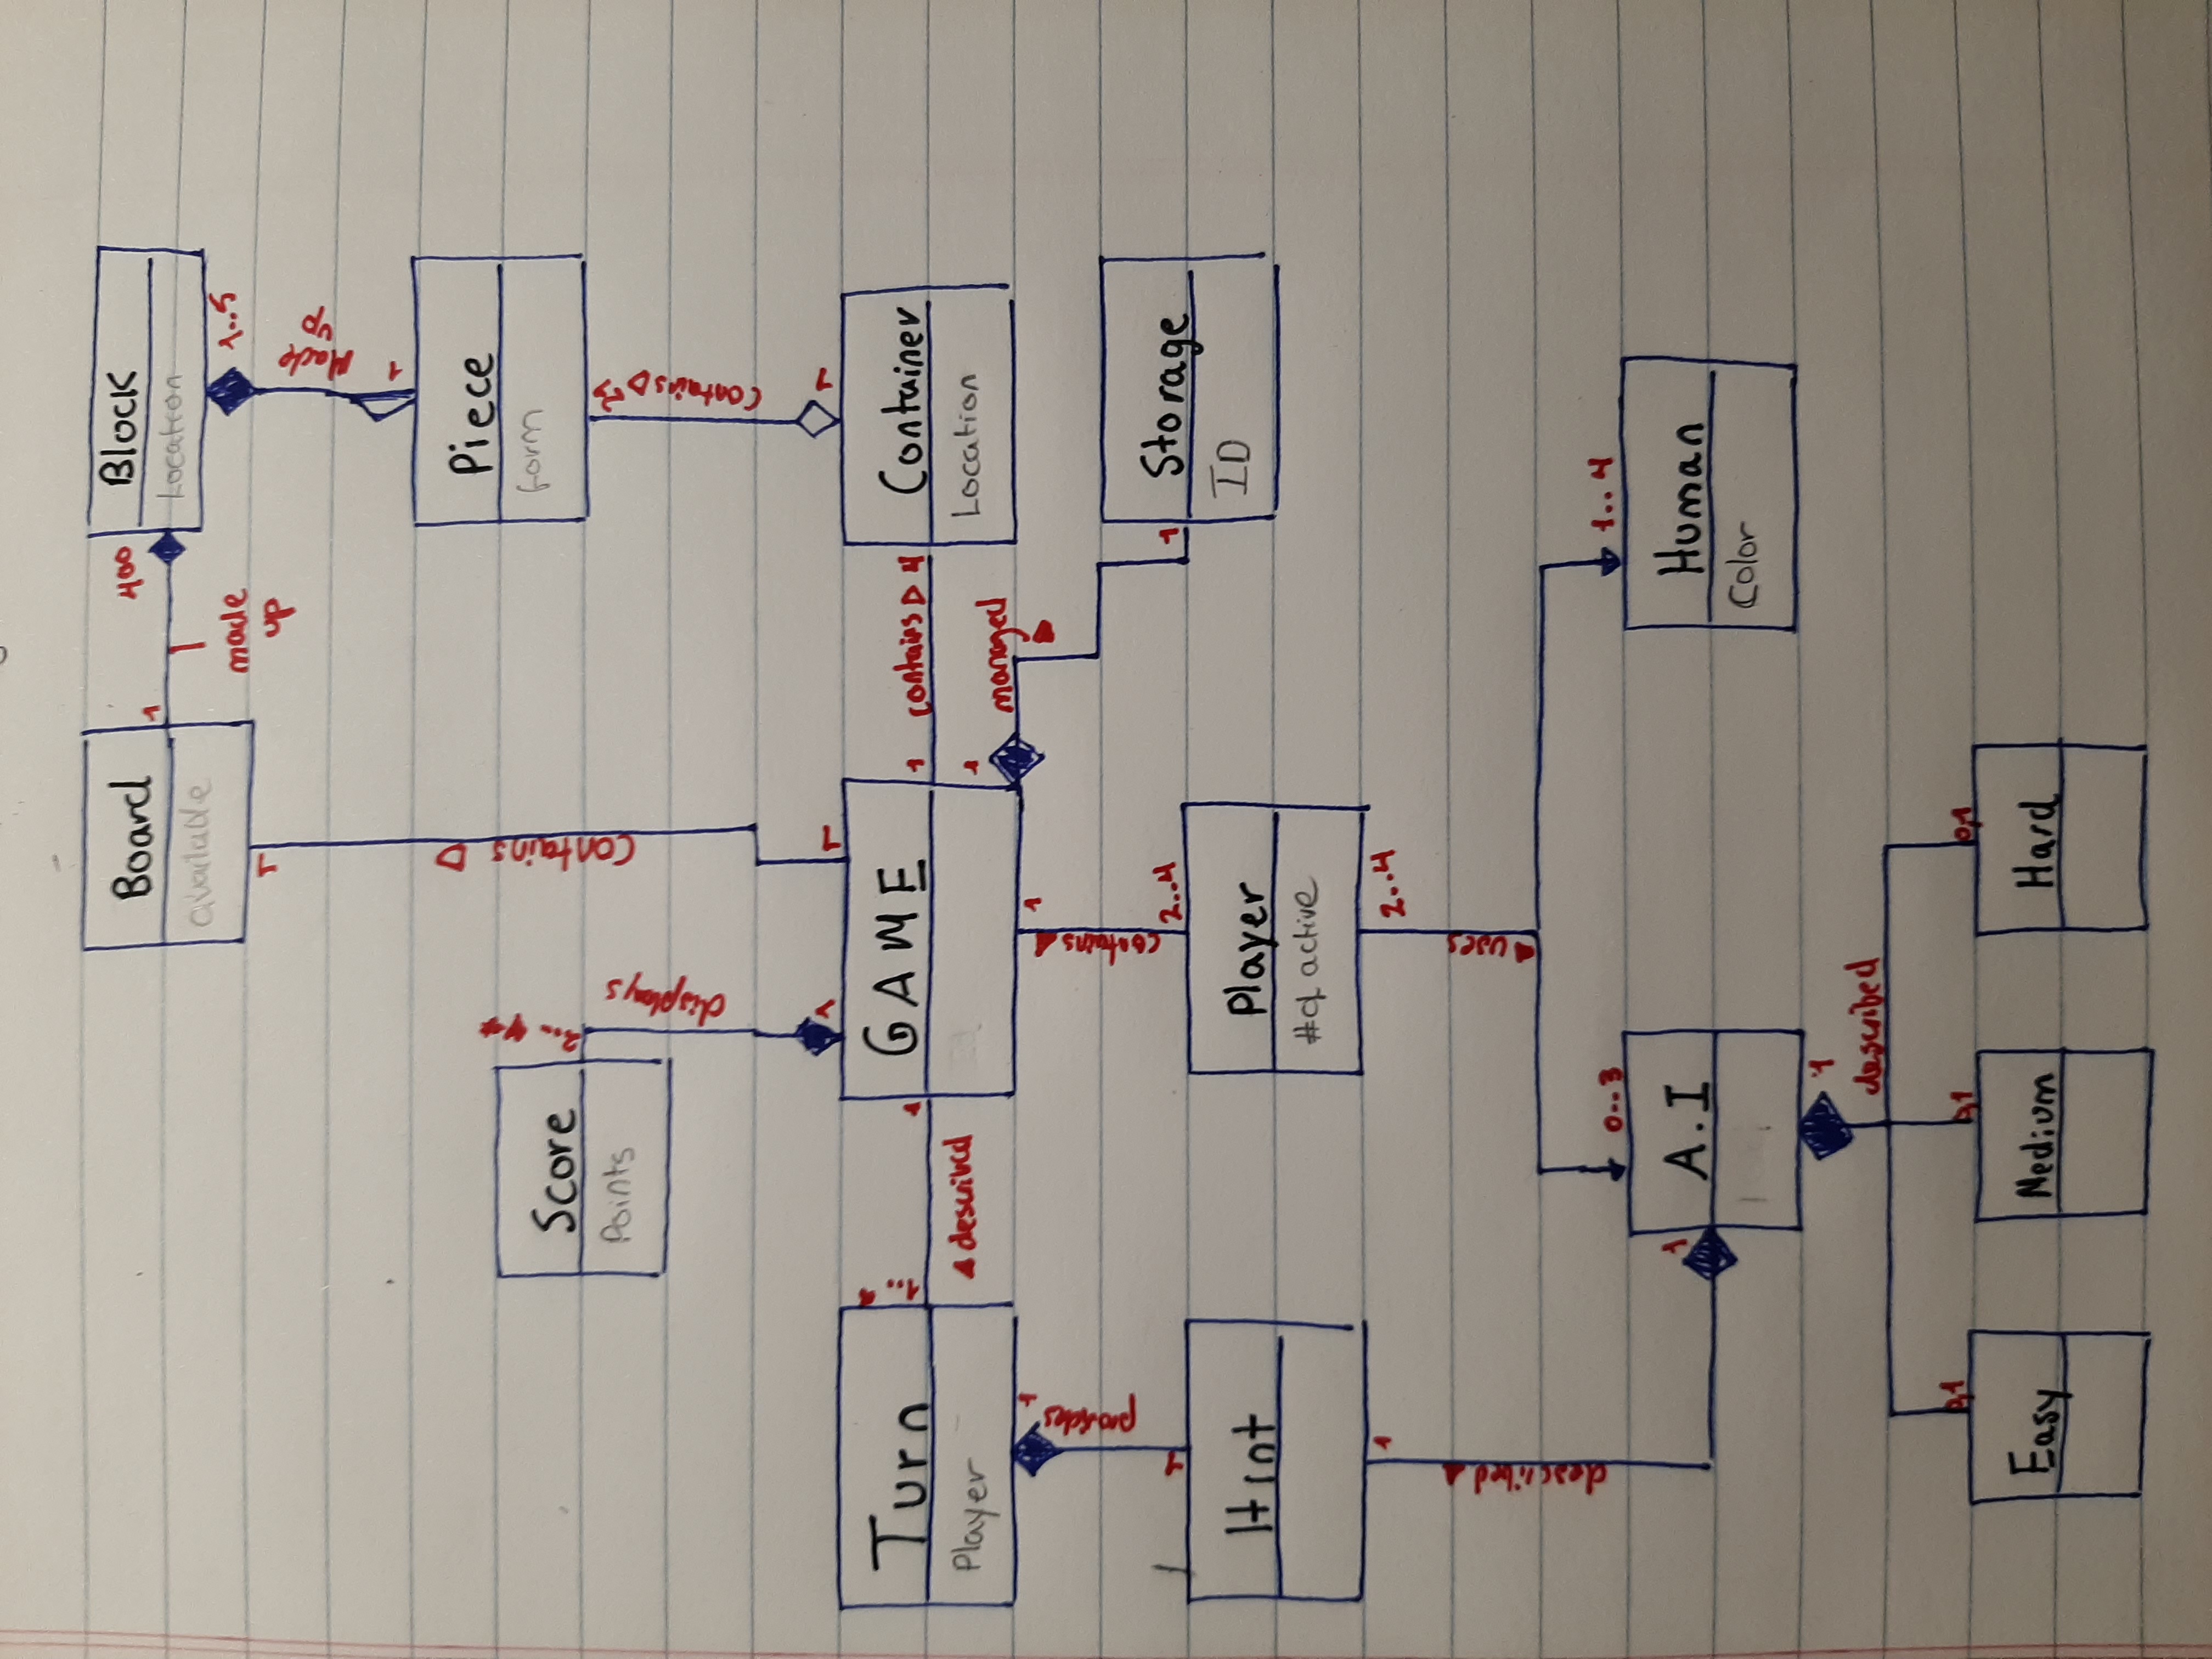 Board
available
1
400
made
up
Block
Location
1..5
Made
up
1
Piece
form
Contains
1
Score
Points
displays
1
contains
1
1
Turn
Player
1..*
described
1
GAME
1
contains
4
Container
Location
1
managed
1
Storage
ID
1
provides
1
Hint
1
contains
2..4
Player
#of active
2..4
uses
1
described
1
0..3
A.I
1..4
Human
Color
1
described
0,1
Easy
0,1
Medium
0,1
Hard